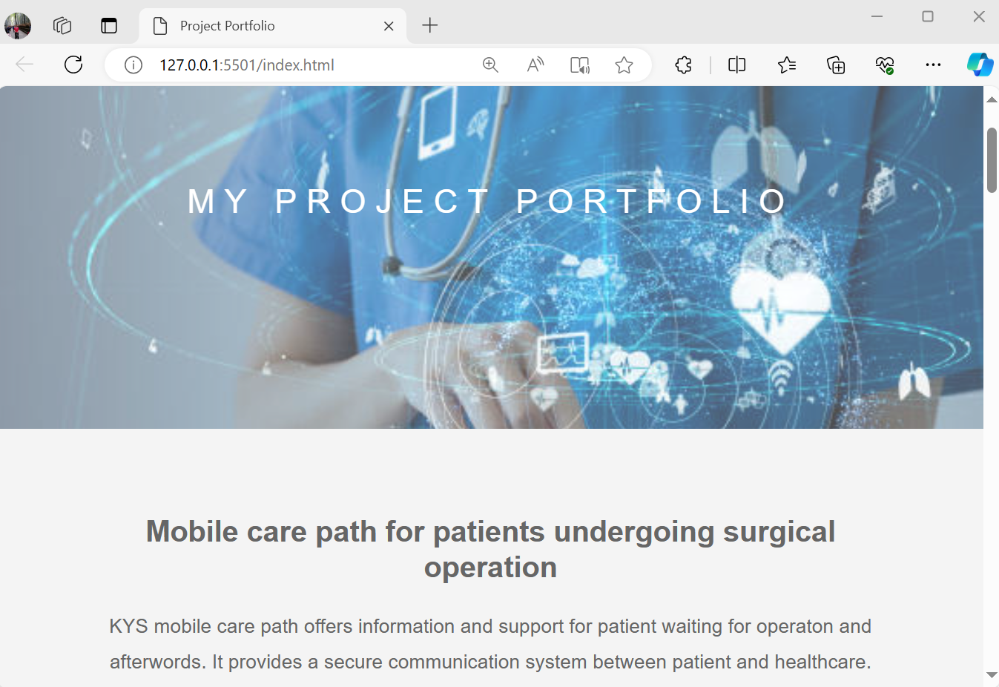 Project Portfolio
127.0.0.1:5501/index.html
MY PROJECT PORTFOLIO
Mobile care path for patients undergoing surgical
operation
KYS mobile care path offers information and support for patient waiting for operaton and
afterwords. It provides a secure communication system between patient and healthcare.